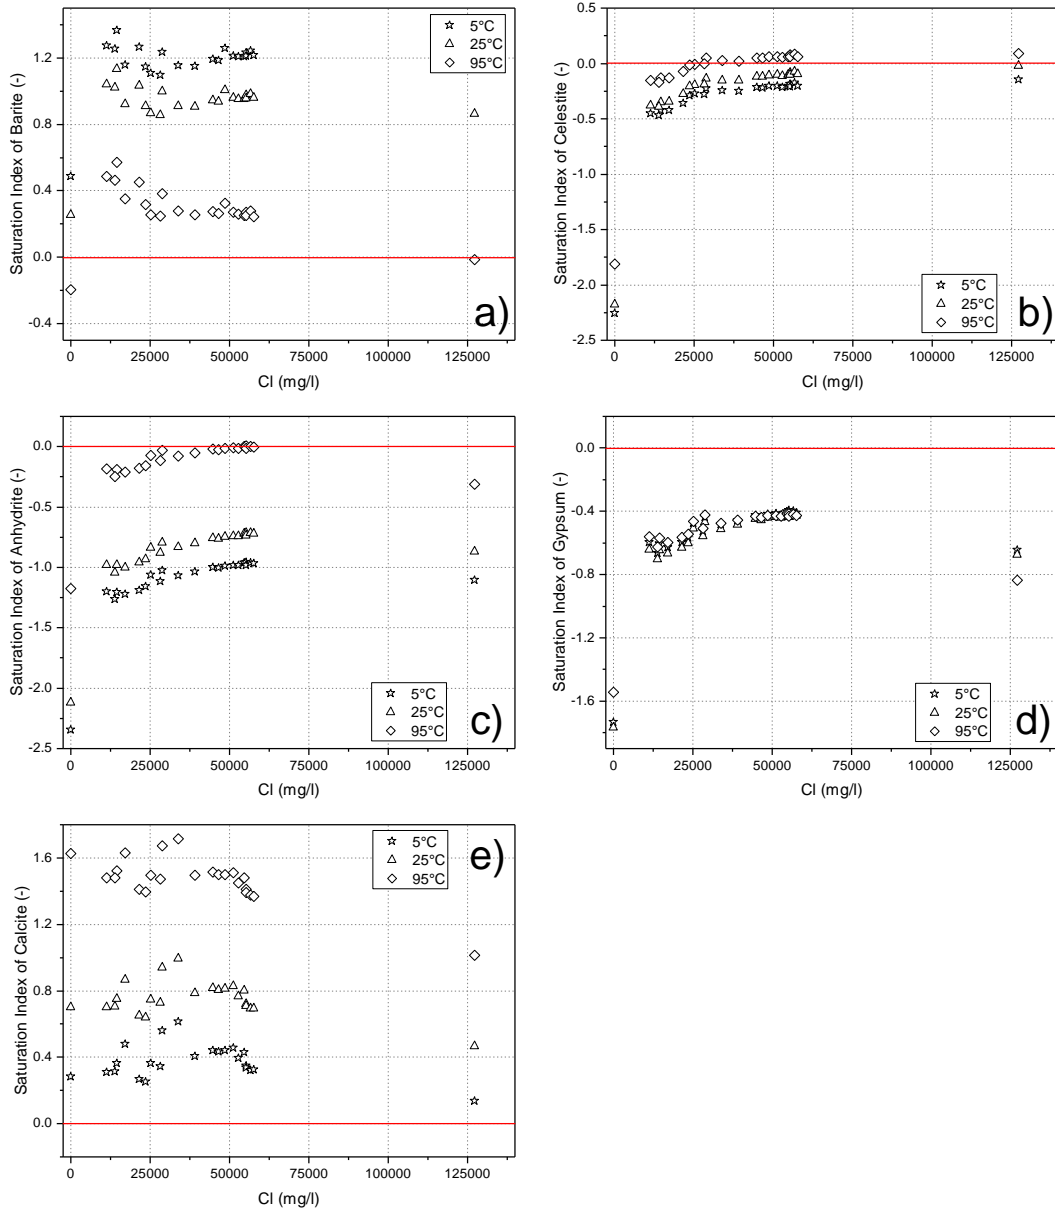 Saturation Index of Barite (-)
1.2
0.8
0.4
0.0
-0.4
5°C
25°C
95°C
a)
0
25000
50000
75000
100000
125000
Cl (mg/l)
Saturation Index of Celestite (-)
0.5
0.0
-0.5
-1.0
-1.5
-2.0
-2.5
5°C
25°C
95°C
b)
0
25000
50000
75000
100000
125000
Cl (mg/l)
Saturation Index of Anhydrite (-)
0.0
-0.5
-1.0
-1.5
-2.0
-2.5
5°C
25°C
95°C
c)
0
25000
50000
75000
100000
125000
Cl (mg/l)
Saturation Index of Gypsum (-)
0.0
-0.4
-0.8
-1.2
-1.6
5°C
25°C
95°C
d)
0
25000
50000
75000
100000
125000
Cl (mg/l)
Saturation Index of Calcite (-)
1.6
1.2
0.8
0.4
0.0
5°C
25°C
95°C
e)
0
25000
50000
75000
100000
125000
Cl (mg/l)